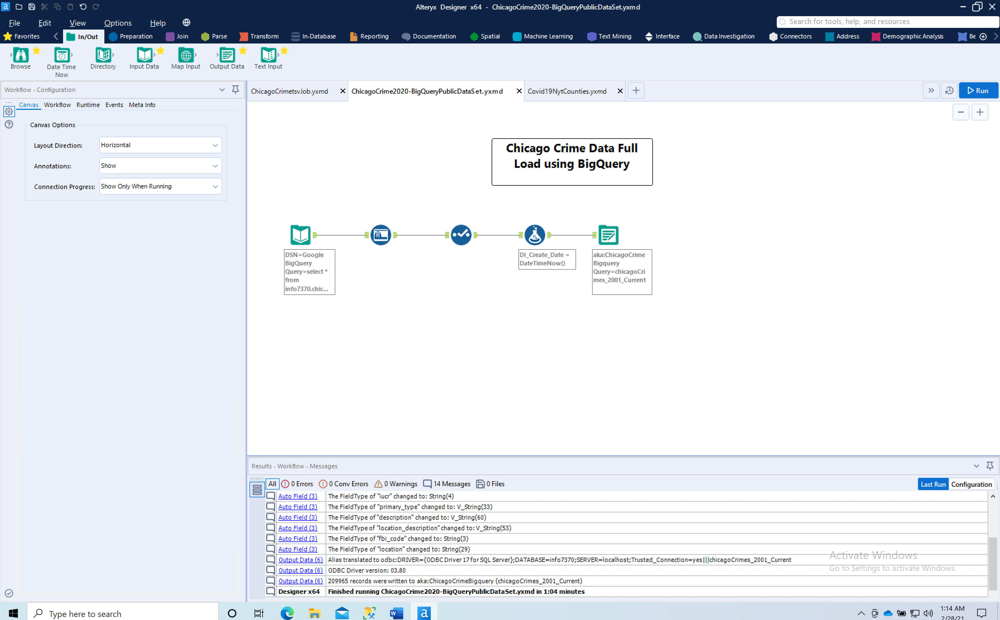 Alteryx Designer x64 - ChicagoCrime2020-BigQueryPublicDataSet.yxmd
File Edit View Options Help
Search for tools, help, and resources
Favorites In/Out Preparation Join Parse Transform In-Database Reporting Documentation Spatial Machine Learning Text Mining Interface Data Investigation Connectors Address Demographic Analysis Be
Browse Date Time Now Directory Input Data Map Input Output Data Text Input
Workflow - Configuration
ChicagoCrimetsvJob.yxmd ChicagoCrime2020-BigQueryPublicDataSet.yxmd Covid19NytCounties.yxmd
Run
Canvas Workflow Runtime Events Meta Info
Canvas Options
Layout Direction: Horizontal
Annotations: Show
Connection Progress: Show Only When Running
Chicago Crime Data Full
Load using BigQuery
DSN=Google
BigQuery
Query=select *
from
info7370.chic...
DI_Create_Date =
DateTimeNow()
aka:ChicagoCrime
Bigquery
Query=chicagoCri
mes_2001_Current
Results - Workflow - Messages
All 0 Errors 0 Conv Errors 0 Warnings 14 Messages 0 Files
Last Run Configuration
Auto Field (3) The FieldType of "iucr" changed to: String(4)
Auto Field (3) The FieldType of "primary_type" changed to: V_String(33)
Auto Field (3) The FieldType of "description" changed to: V_String(60)
Auto Field (3) The FieldType of "location_description" changed to: V_String(53)
Auto Field (3) The FieldType of "fbi_code" changed to: String(3)
Auto Field (3) The FieldType of "location" changed to: String(29)
Output Data (6) Alias translated to odbc:DRIVER={ODBC Driver 17 for SQL Server};DATABASE=info7370;SERVER=localhost;Trusted_Connection=yes|||chicagoCrimes_2001_Current
Output Data (6) ODBC Driver version: 03.80
Output Data (6) 209965 records were written to aka:ChicagoCrimeBigquery (chicagoCrimes_2001_Current)
Designer x64 Finished running ChicagoCrime2020-BigQueryPublicDataSet.yxmd in 1:04 minutes
Activate Windows
Go to Settings to activate Windows.
Type here to search
1:14 AM
2/28/21